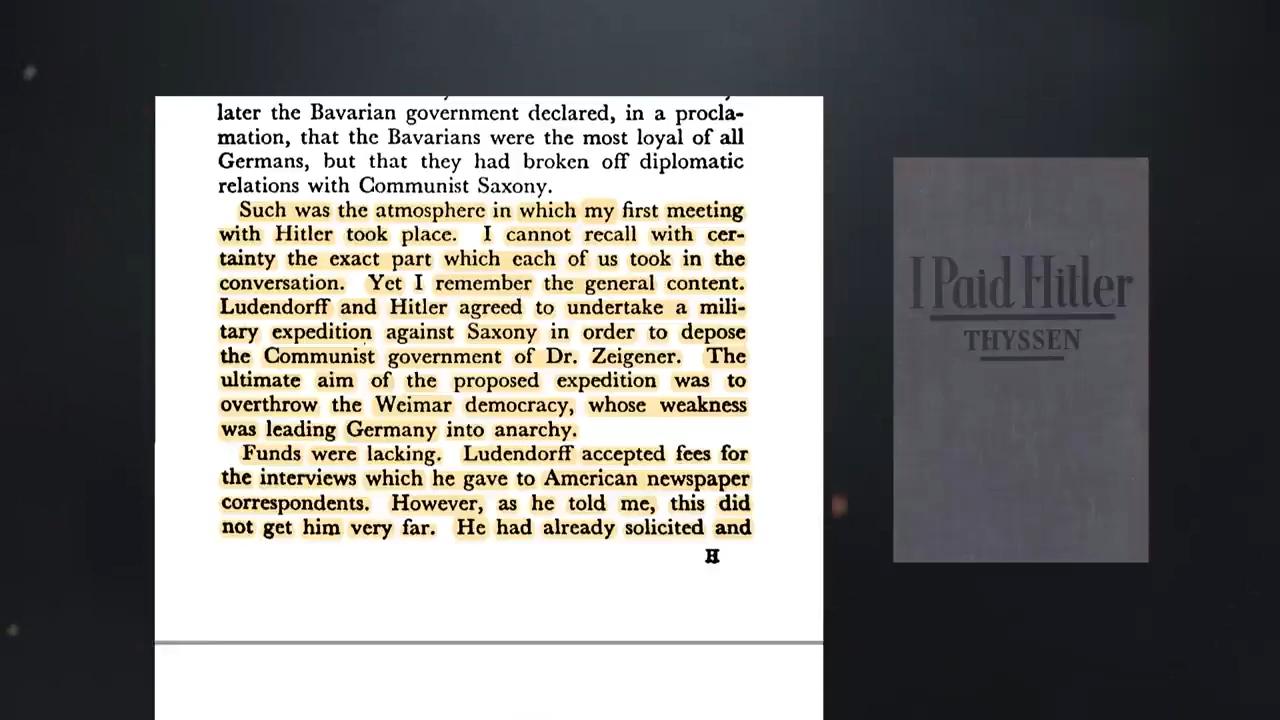 later the Bavarian government declared, in a procla-
mation, that the Bavarians were the most loyal of all
Germans, but that they had broken off diplomatic
relations with Communist Saxony.
Such was the atmosphere in which my first meeting
with Hitler took place. I cannot recall with cer-
tainty the exact part which each of us took in the
conversation. Yet I remember the general content.
Ludendorff and Hitler agreed to undertake a mili-
tary expedition against Saxony in order to depose
the Communist government of Dr. Zeigener. The
ultimate aim of the proposed expedition was to
overthrow the Weimar democracy, whose weakness
was leading Germany into anarchy.
Funds were lacking. Ludendorff accepted fees for
the interviews which he gave to American newspaper
correspondents. However, as he told me, this did
not get him very far. He had already solicited and
H
I Paid Hitler
THYSSEN